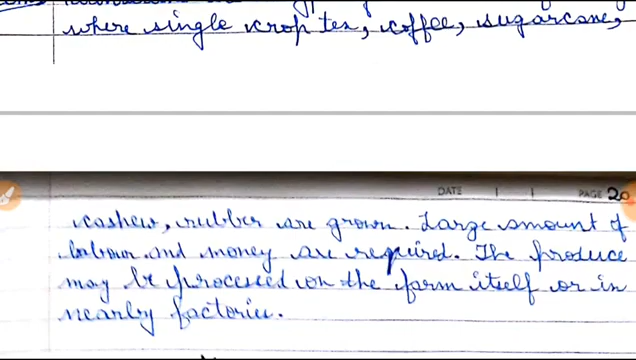 where single crop tea, coffee, sugarcane,
DATE
PAGE 20
cashew, rubber are grown. Large amount of
labour and money are required. The produce
may be processed on the farm itself or in
nearby factories.